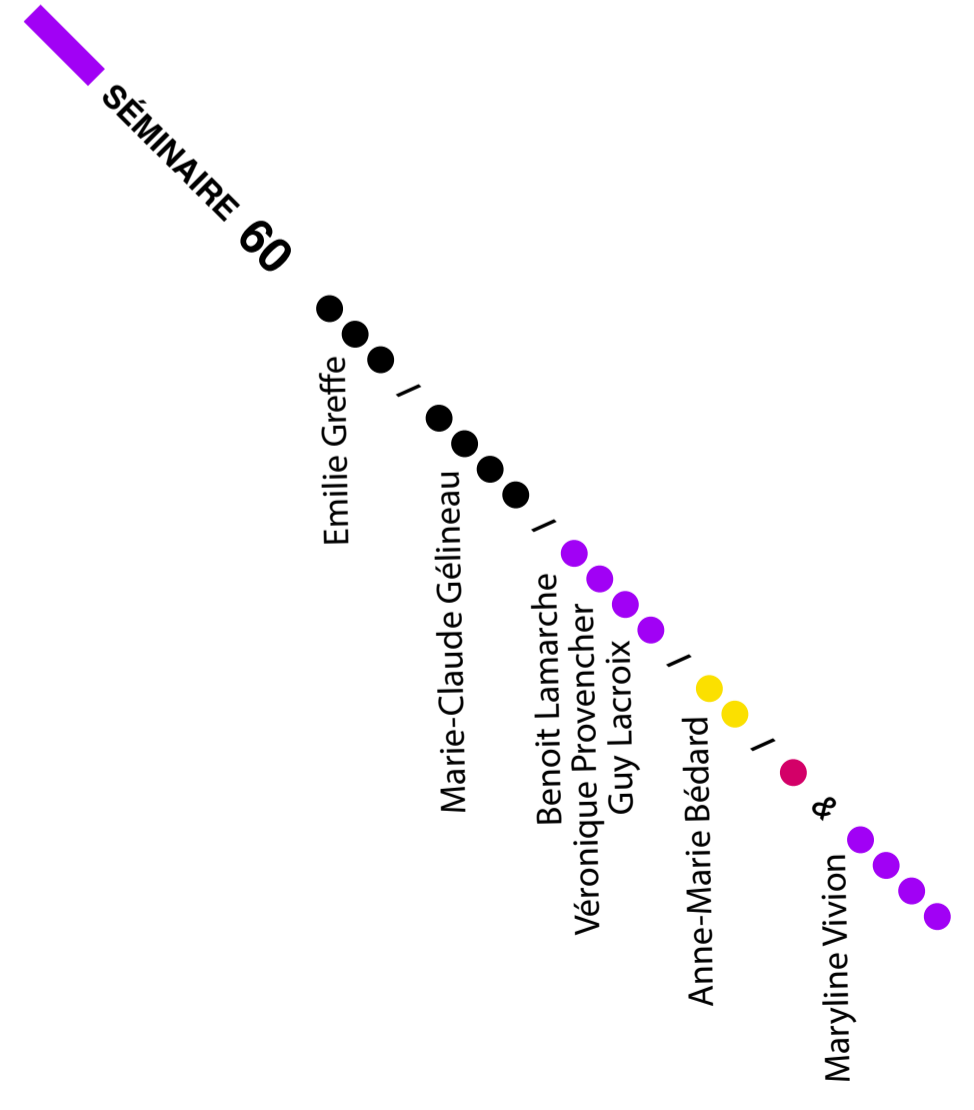 SÉMINAIRE 60
/
Emilie Greffe
/
Marie-Claude Gélineau
/
Benoit Lamarche
Véronique Provencher
Guy Lacroix
/
Anne-Marie Bédard
&
Maryline Vivion